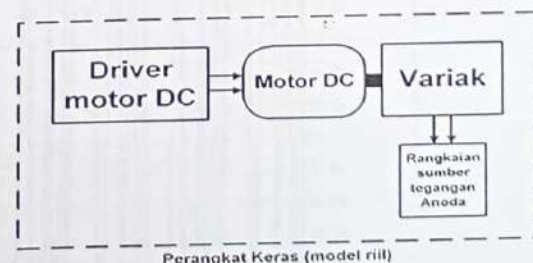 Driver
motor DC
Motor DC
Variak
Rangkaian
sumber
tegangan
Anoda
Perangkat Keras (model riil)